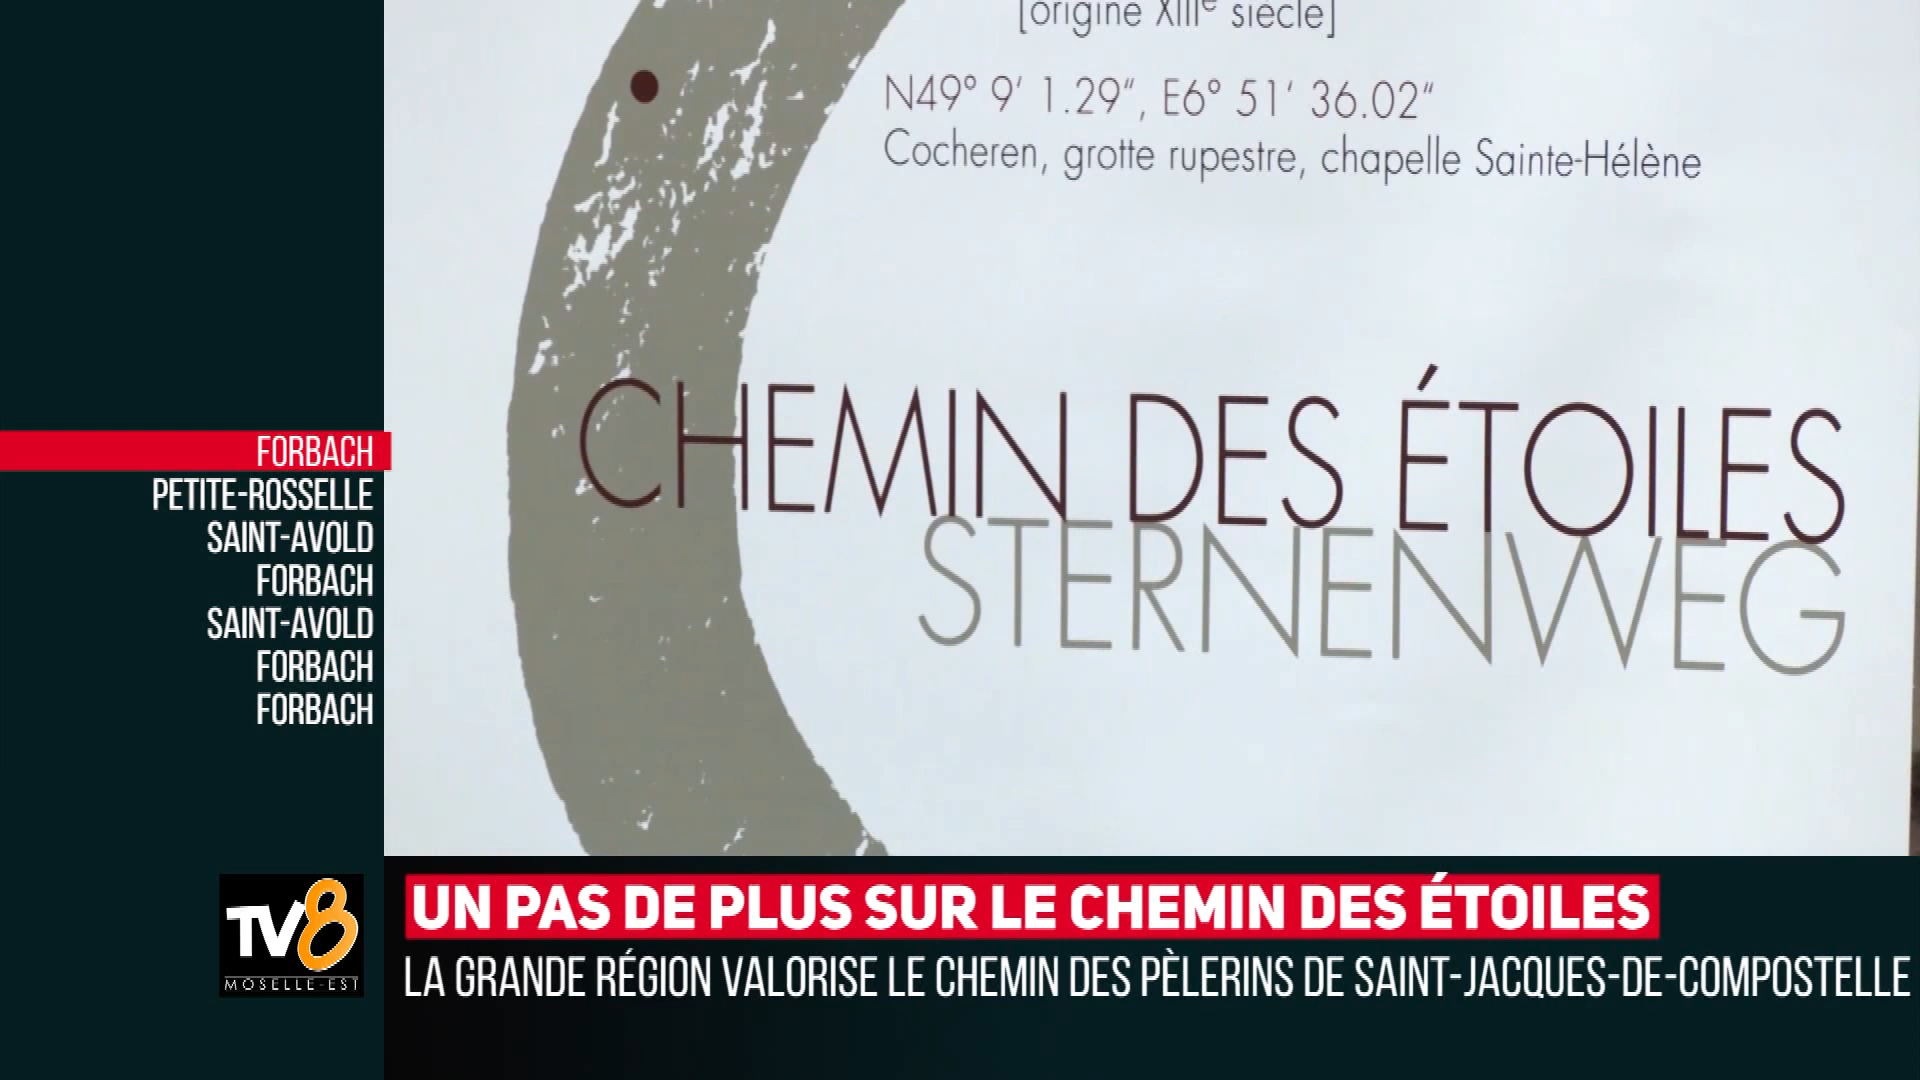 [origine XIIIe siècle]
N49° 9’ 1.29“, E6° 51’ 36.02“
Cocheren, grotte rupestre, chapelle Sainte-Hélène
CHEMIN DES ÉTOILES
STERNENWEG
FORBACH
PETITE-ROSSELLE
SAINT-AVOLD
FORBACH
SAINT-AVOLD
FORBACH
FORBACH
TV8
MOSELLE-EST
UN PAS DE PLUS SUR LE CHEMIN DES ÉTOILES
LA GRANDE RÉGION VALORISE LE CHEMIN DES PÈLERINS DE SAINT-JACQUES-DE-COMPOSTELLE